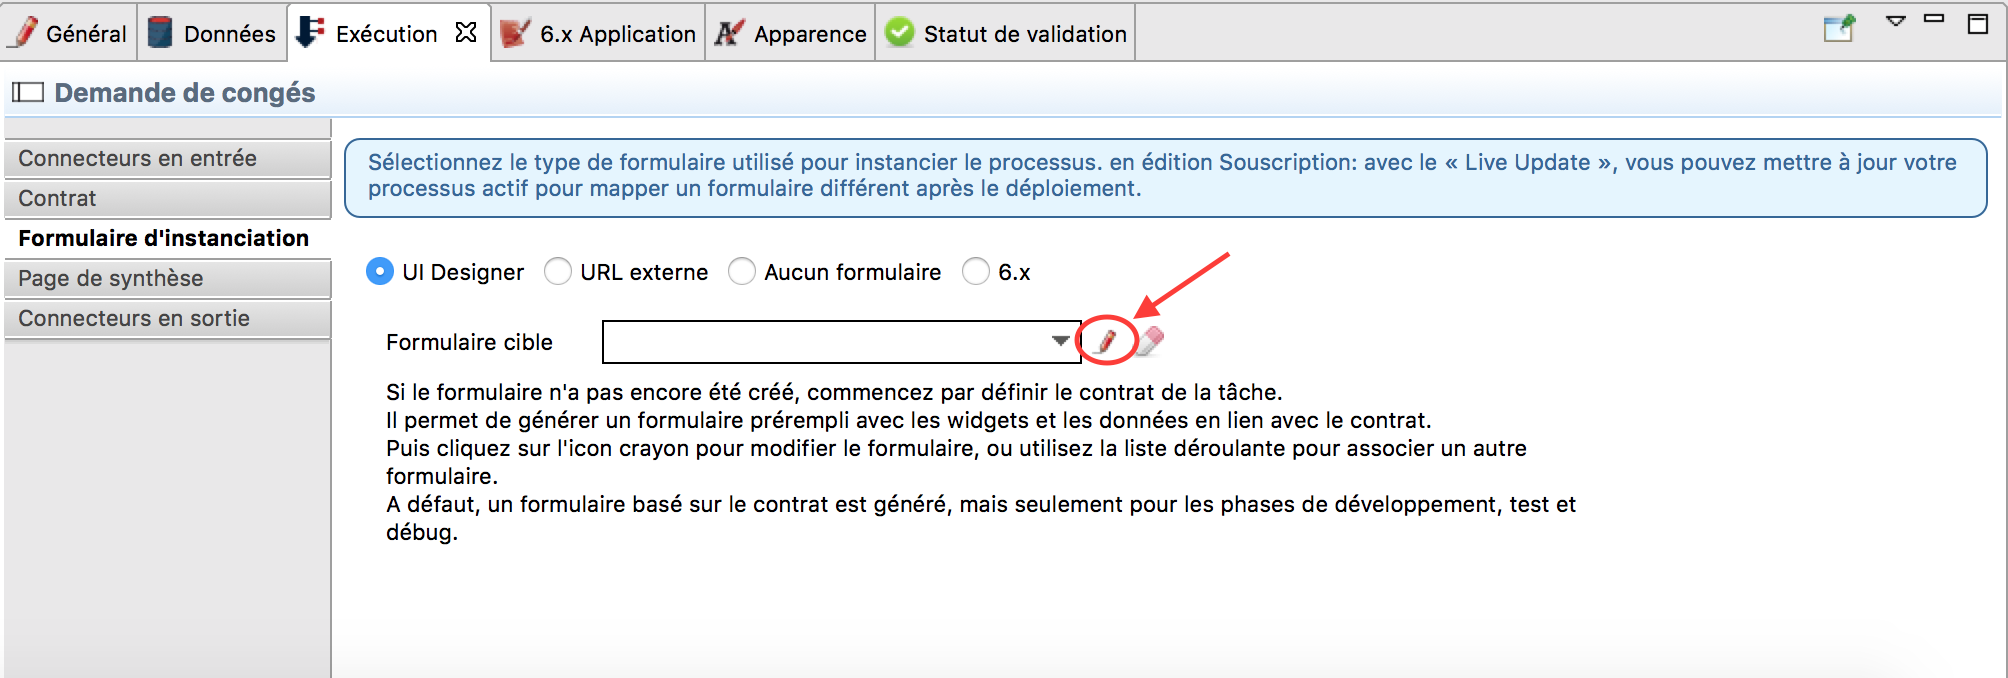 Général
Données
Exécution
6.x Application
Apparence
Statut de validation
Demande de congés
Connecteurs en entrée
Contrat
Formulaire d'instanciation
Page de synthèse
Connecteurs en sortie
Sélectionnez le type de formulaire utilisé pour instancier le processus. en édition Souscription: avec le « Live Update », vous pouvez mettre à jour votre
processus actif pour mapper un formulaire différent après le déploiement.
UI Designer
URL externe
Aucun formulaire
6.x
Formulaire cible
Si le formulaire n'a pas encore été créé, commencez par définir le contrat de la tâche.
Il permet de générer un formulaire prérempli avec les widgets et les données en lien avec le contrat.
Puis cliquez sur l'icon crayon pour modifier le formulaire, ou utilisez la liste déroulante pour associer un autre
formulaire.
A défaut, un formulaire basé sur le contrat est généré, mais seulement pour les phases de développement, test et
débug.